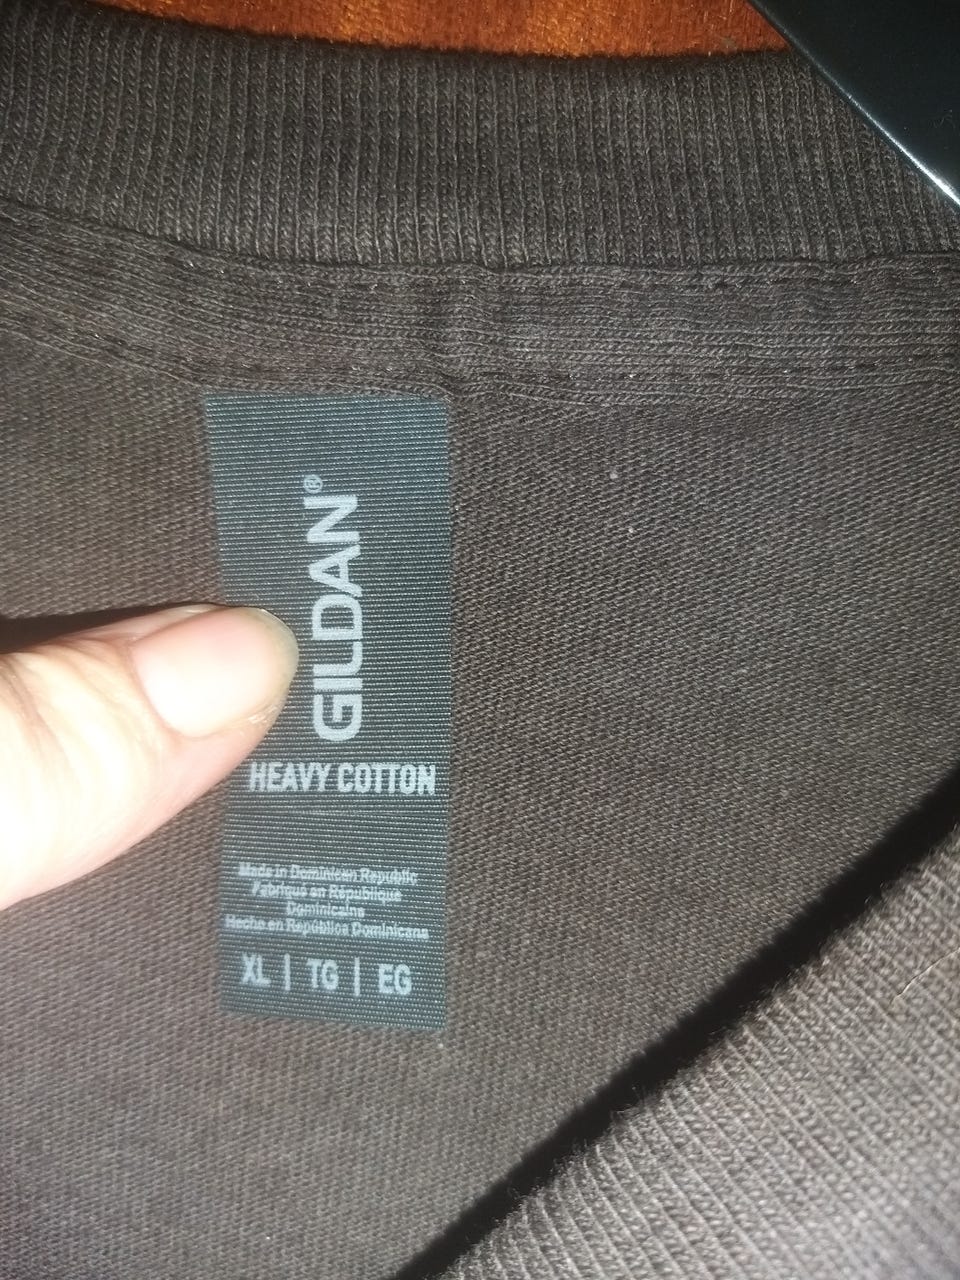 GILDAN®
HEAVY COTTON
Made in Dominican Republic
Fabriqué en République
Dominicaine
Hecho en República Dominicana
XL | TG | EG